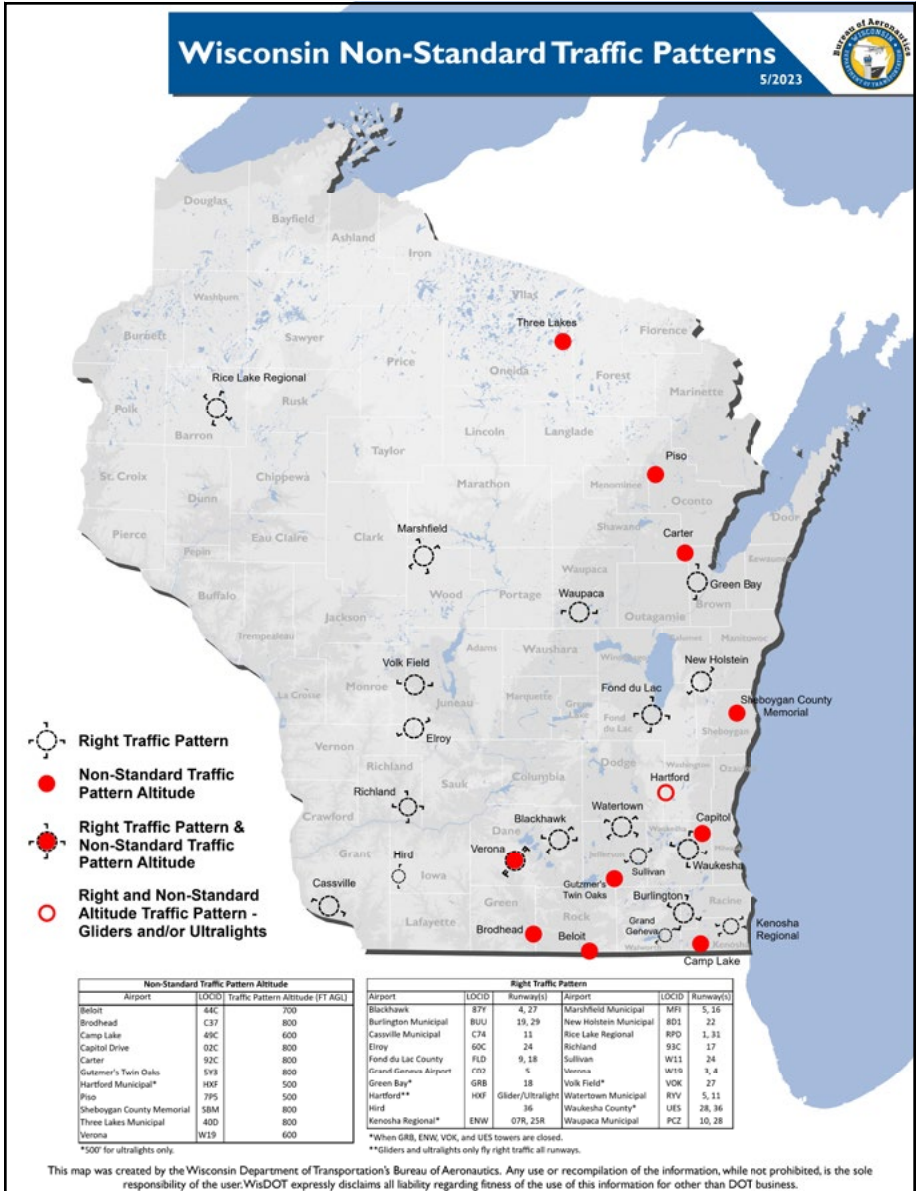 Wisconsin Non-Standard Traffic Patterns
5/2023
Bureau of Aeronautics
WISCONSIN
DEPARTMENT OF TRANSPORTATION
Douglas
Bayfield
Ashland
Iron
Vilas
Washburn
Three Lakes
Burnett
Sawyer
Florence
Price
Oneida
Forest
Rice Lake Regional
Rusk
Marinette
Polk
Barron
Lincoln
Langlade
Taylor
Piso
St. Croix
Chippewa
Marathon
Menominee
Dunn
Oconto
Marshfield
Shawano
Door
Pierce
Eau Claire
Clark
Carter
Pepin
Kewaunee
Waupaca
Green Bay
Buffalo
Wood
Portage
Waupaca
Brown
Jackson
Outagamie
Trempealeau
Adams
Waushara
Winnebago
Calumet
Manitowoc
Volk Field
New Holstein
La Crosse
Monroe
Juneau
Marquette
Green Lake
Fond du Lac
Fond du Lac
Sheboygan County
Memorial
Sheboygan
Elroy
Vernon
Right Traffic Pattern
Non-Standard Traffic
Pattern Altitude
Right Traffic Pattern &
Non-Standard Traffic
Pattern Altitude
Right and Non-Standard
Altitude Traffic Pattern -
Gliders and/or Ultralights
Richland
Sauk
Columbia
Dodge
Washington
Ozaukee
Hartford
Richland
Crawford
Watertown
Capitol
Blackhawk
Dane
Waukesha
Milwaukee
Verona
Jefferson
Sullivan
Waukesha
Grant
Hird
Iowa
Gutzmer's
Twin Oaks
Cassville
Burlington
Racine
Green
Rock
Grand
Geneva
Kenosha
Regional
Lafayette
Brodhead
Beloit
Walworth
Kenosha
Camp Lake
Non-Standard Traffic Pattern Altitude
Airport LOCID Traffic Pattern Altitude (FT AGL)
Beloit 44C 700
Brodhead C37 800
Camp Lake 49C 600
Capitol Drive 02C 800
Carter 92C 800
Gutzmer's Twin Oaks 5Y3 800
Hartford Municipal* HXF 500
Piso 7P5 500
Sheboygan County Memorial SBM 800
Three Lakes Municipal 40D 800
Verona W19 600
*500' for ultralights only.
Right Traffic Pattern
Airport LOCID Runway(s) Airport LOCID Runway(s)
Blackhawk 87Y 4, 27 Marshfield Municipal MFI 5, 16
Burlington Municipal BUU 19, 29 New Holstein Municipal 8D1 22
Cassville Municipal C74 11 Rice Lake Regional RPD 1, 31
Elroy 60C 24 Richland 93C 17
Fond du Lac County FLD 9, 18 Sullivan W11 24
Grand Geneva Airport C02 5 Verona W19 3, 4
Green Bay* GRB 18 Volk Field* VOK 27
Hartford** HXF Glider/Ultralight Watertown Municipal RYV 5, 11
Hird 36 Waukesha County* UES 28, 36
Kenosha Regional* ENW 07R, 25R Waupaca Municipal PCZ 10, 28
*When GRB, ENW, VOK, and UES towers are closed.
**Gliders and ultralights only fly right traffic all runways.
This map was created by the Wisconsin Department of Transportation's Bureau of Aeronautics. Any use or recompilation of the information, while not prohibited, is the sole
responsibility of the user. WisDOT expressly disclaims all liability regarding fitness of the use of this information for other than DOT business.